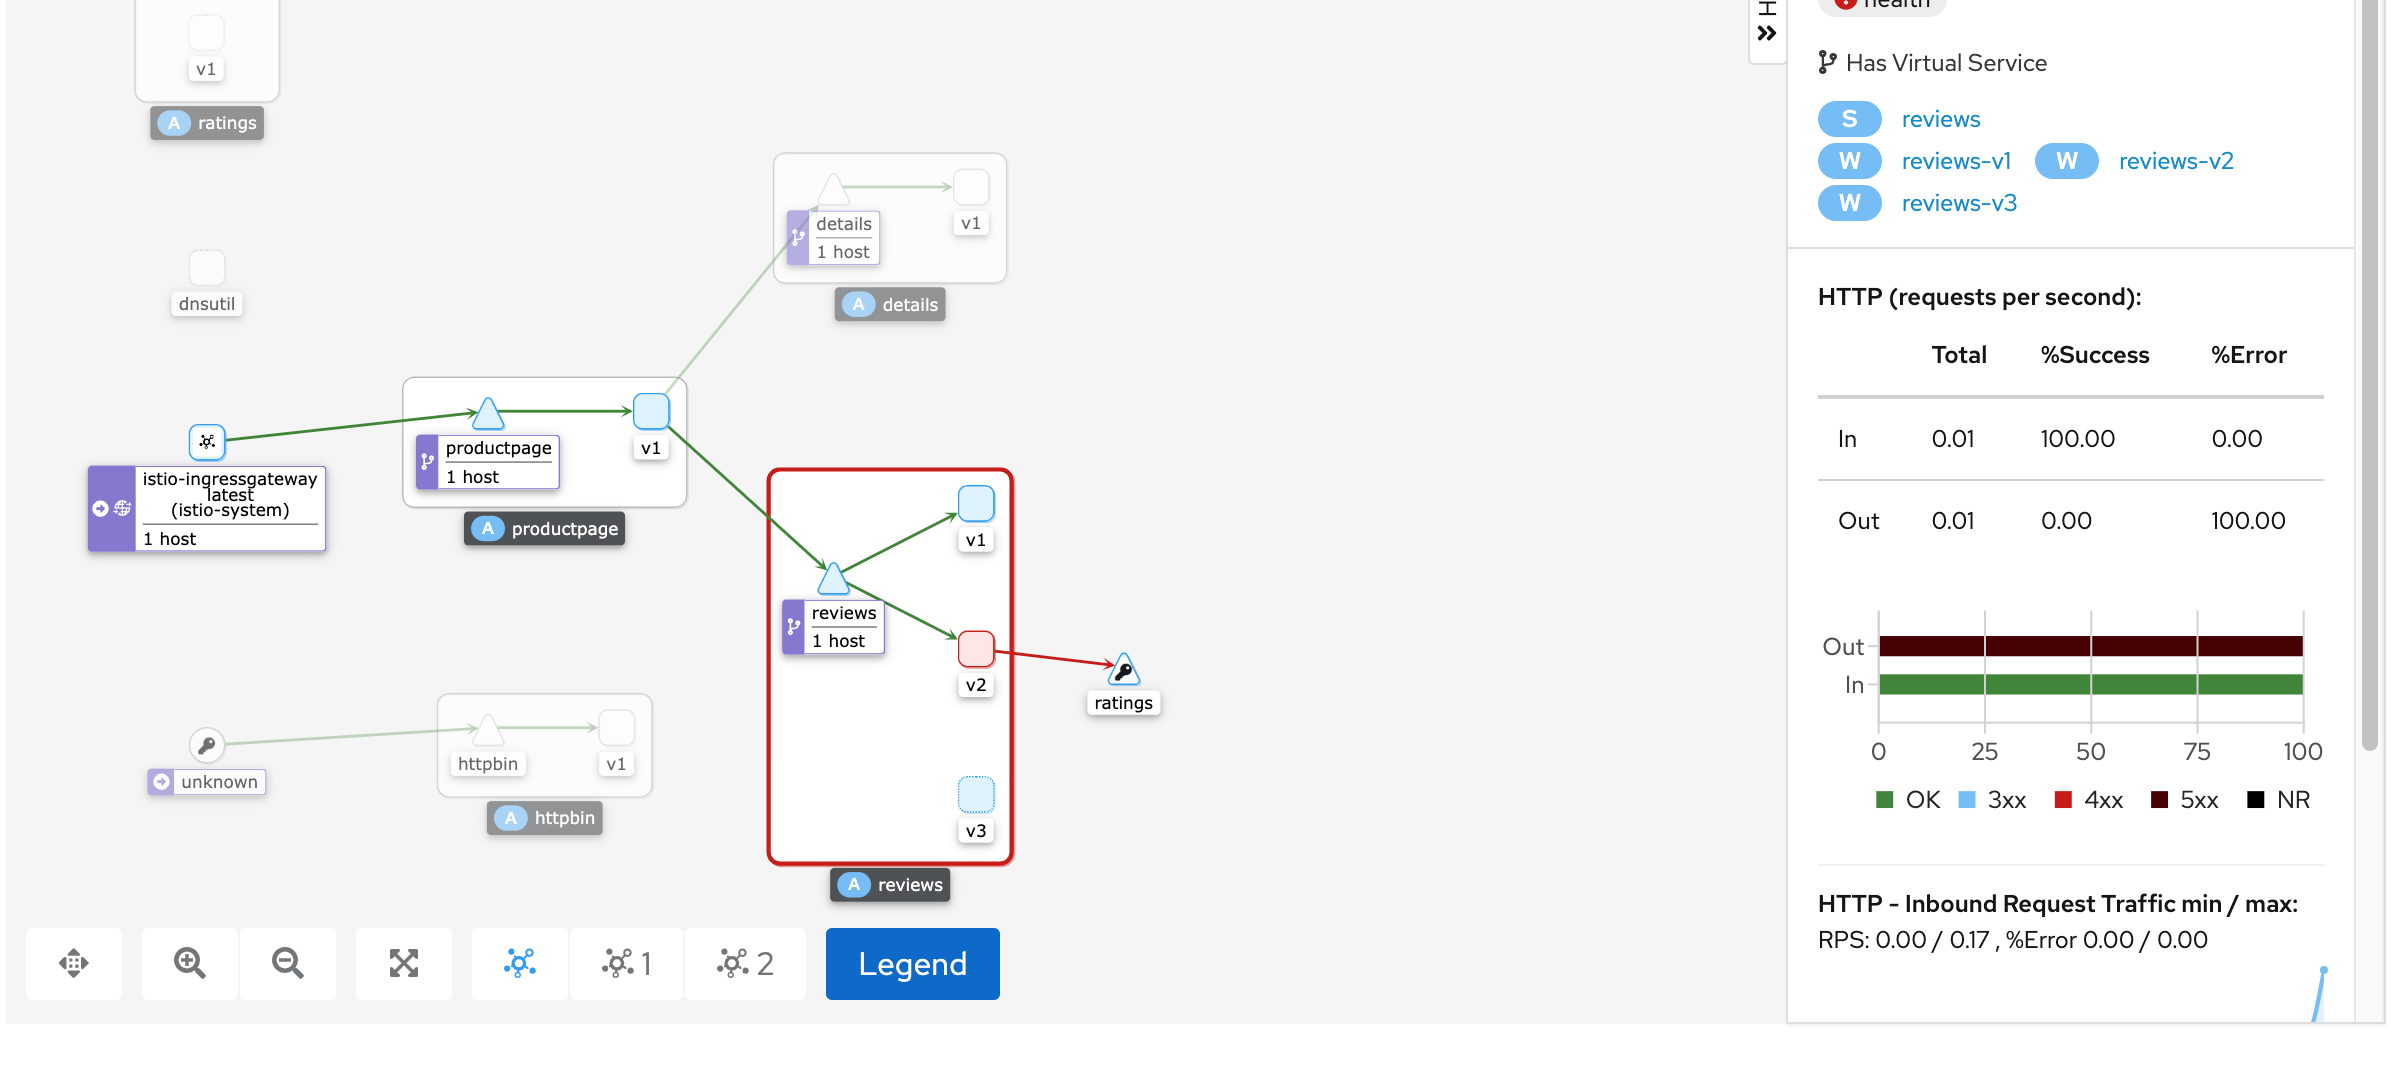 v1
A ratings
details
1 host
v1
A details
dnsutil
productpage
1 host
v1
A productpage
istio-ingressgateway
latest
(istio-system)
1 host
v1
reviews
1 host
v2
ratings
v3
A reviews
unknown
httpbin
v1
A httpbin
1
2
Legend
H
health
Has Virtual Service
S reviews
W reviews-v1 W reviews-v2
W reviews-v3
HTTP (requests per second):
Total %Success %Error
In 0.01 100.00 0.00
Out 0.01 0.00 100.00
Out
In
0 25 50 75 100
OK 3xx 4xx 5xx NR
HTTP - Inbound Request Traffic min / max:
RPS: 0.00 / 0.17 , %Error 0.00 / 0.00